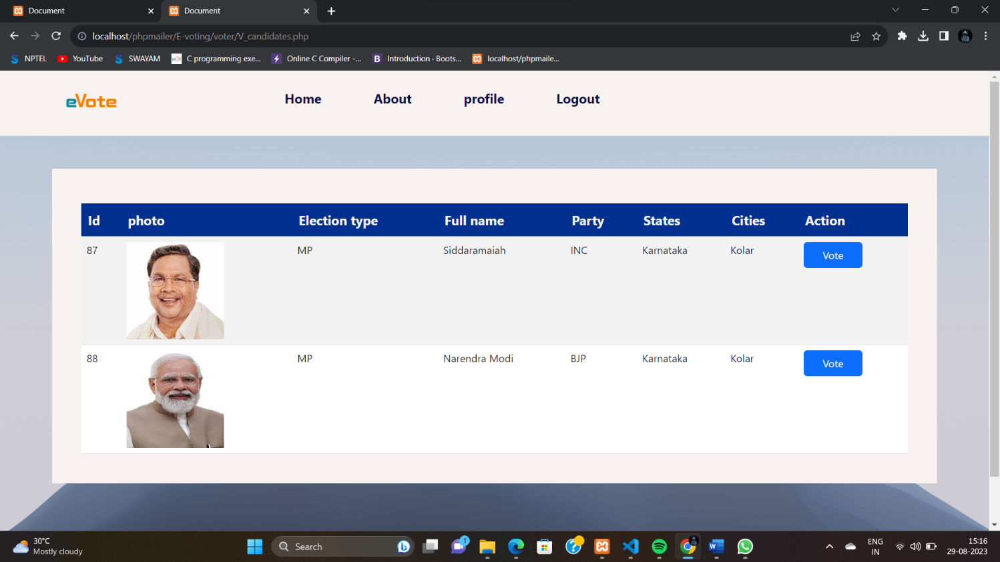 Document Document
localhost/phpmailer/E-voting/voter/V_candidates.php
NPTEL YouTube SWAYAM w3r C programming exe... Online C Compiler -... B Introduction · Boots... localhost/phpmaile...
eVote Home About profile Logout
Id photo Election type Full name Party States Cities Action
87 MP Siddaramaiah INC Karnataka Kolar Vote
88 MP Narendra Modi BJP Karnataka Kolar Vote
30°C
Mostly cloudy
Search
1
ENG
IN
15:16
29-08-2023